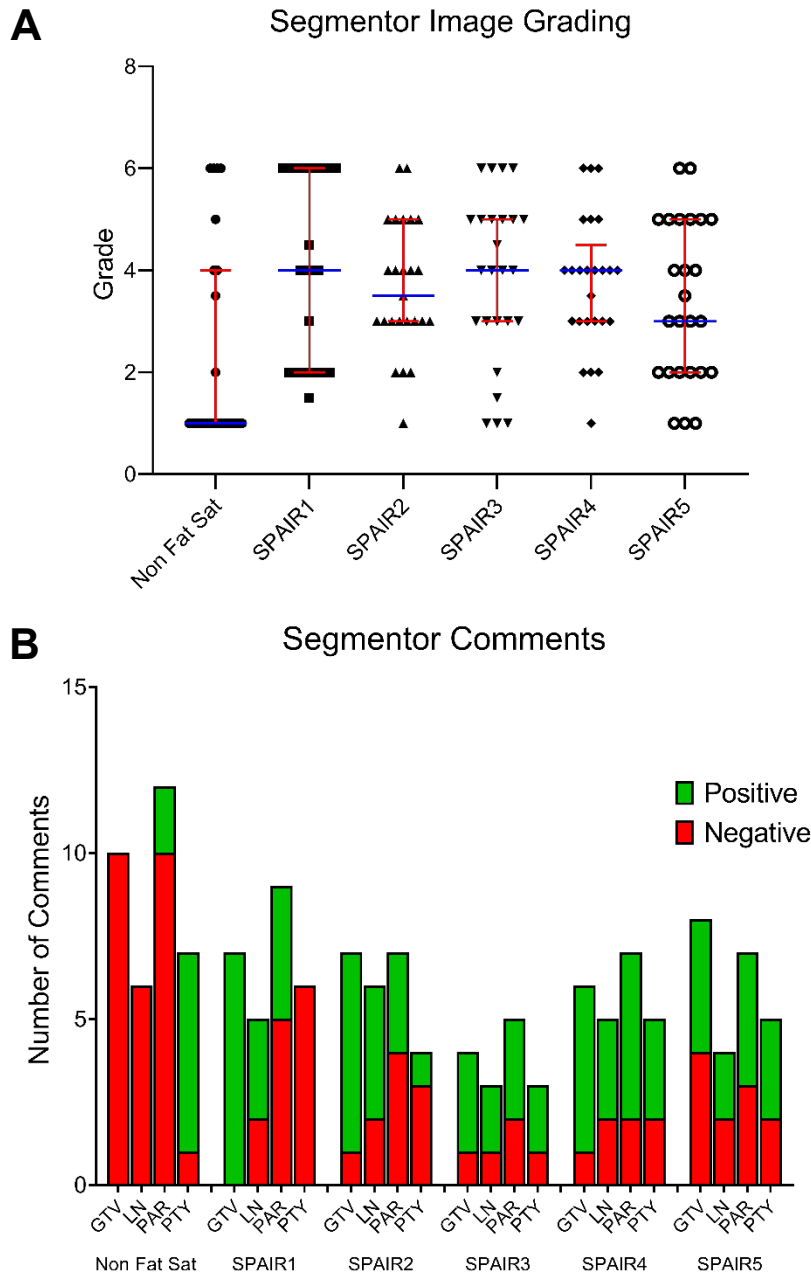 A
Segmentor Image Grading
8
6
4
2
0
Grade
Non Fat Sat
SPAIR1
SPAIR2
SPAIR3
SPAIR4
SPAIR5
B
Segmentor Comments
15
10
5
0
Number of Comments
Positive
Negative
GTV LN PAR PTY GTV LN PAR PTY GTV LN PAR PTY GTV LN PAR PTY GTV LN PAR PTY GTV LN PAR PTY
Non Fat Sat SPAIR1 SPAIR2 SPAIR3 SPAIR4 SPAIR5